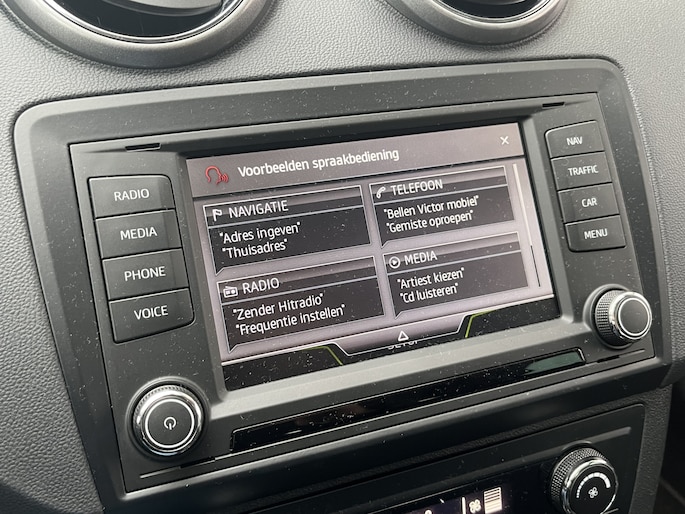 RADIO
MEDIA
PHONE
VOICE
Voorbeelden spraakbediening
NAVIGATIE
"Adres ingeven"
"Thuisadres"
TELEFOON
"Bellen Victor mobiel"
"Gemiste oproepen"
RADIO
"Zender Hitradio"
"Frequentie instellen"
MEDIA
"Artiest kiezen"
"Cd luisteren"
NAV
TRAFFIC
CAR
MENU